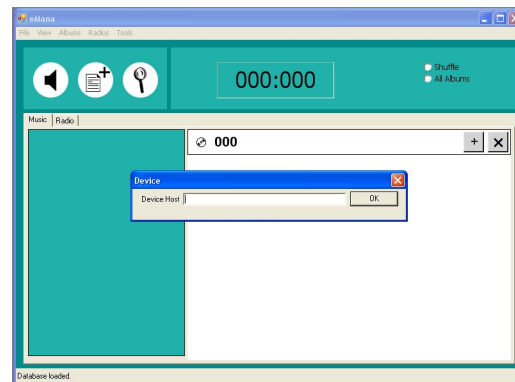 eMana
File View Albums Radios Tools
000:000
Shuffle
All Albums
Music Radio
000
Device
Device Host
OK
Database loaded.